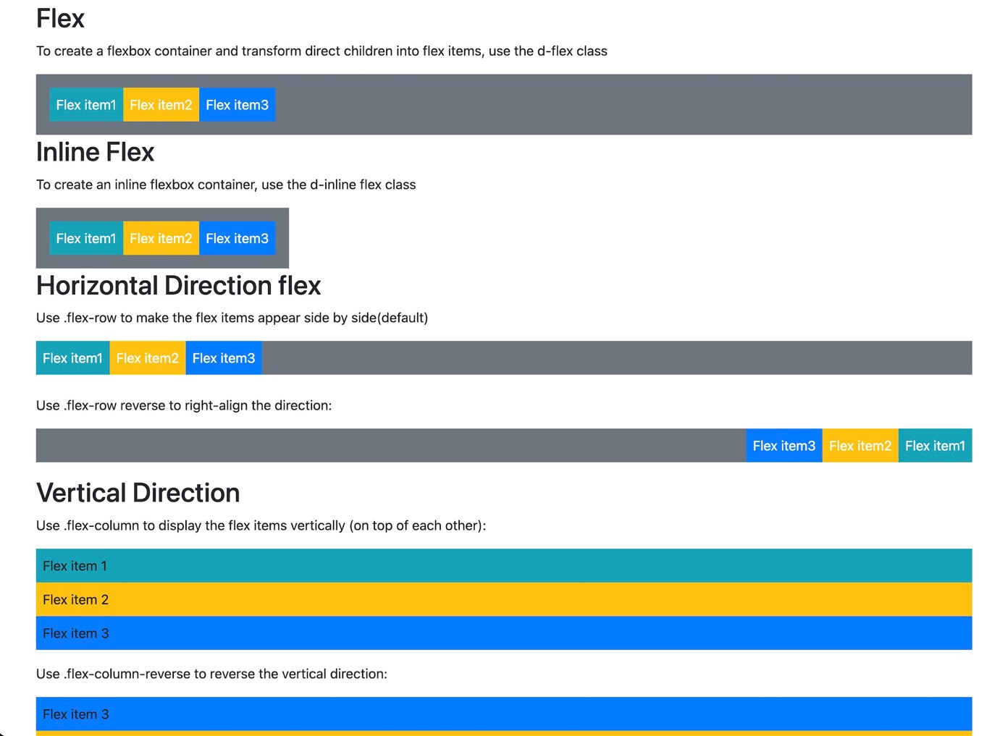 Flex
To create a flexbox container and transform direct children into flex items, use the d-flex class
Flex item1 Flex item2 Flex item3
Inline Flex
To create an inline flexbox container, use the d-inline flex class
Flex item1 Flex item2 Flex item3
Horizontal Direction flex
Use .flex-row to make the flex items appear side by side(default)
Flex item1 Flex item2 Flex item3
Use .flex-row reverse to right-align the direction:
Flex item3 Flex item2 Flex item1
Vertical Direction
Use .flex-column to display the flex items vertically (on top of each other):
Flex item 1
Flex item 2
Flex item 3
Use .flex-column-reverse to reverse the vertical direction:
Flex item 3